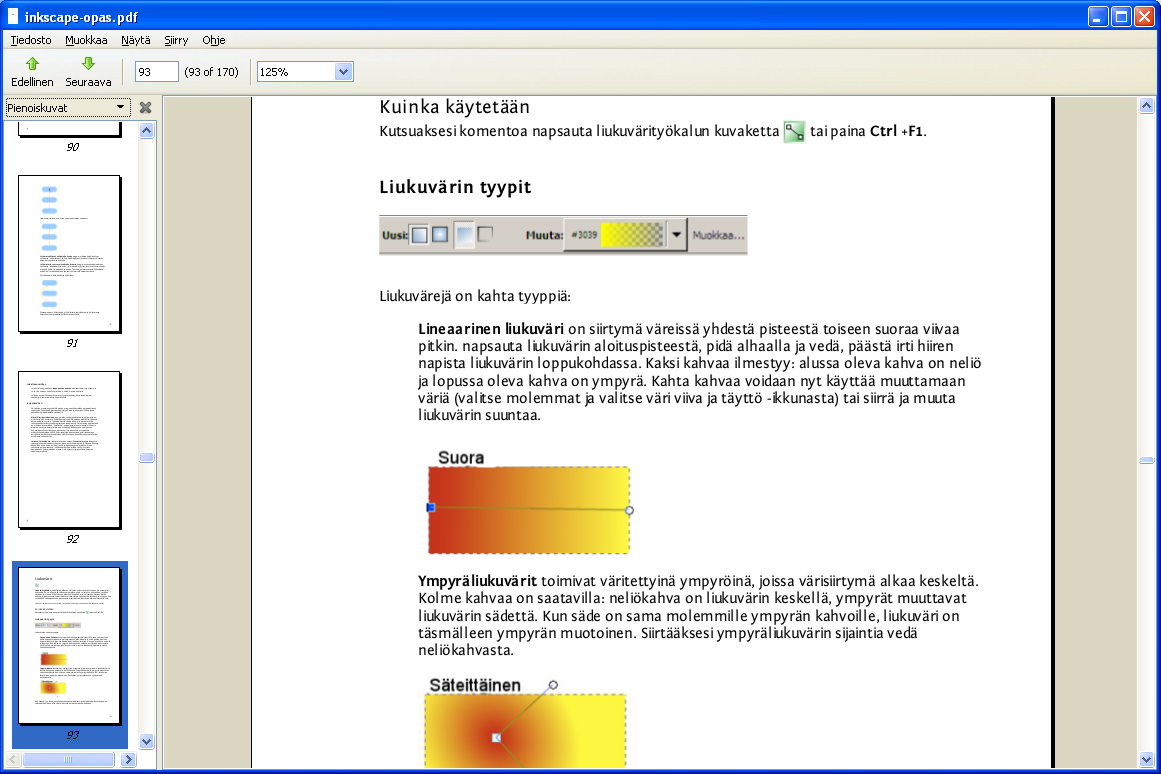 inkscape-opas.pdf
Tiedosto Muokkaa Näytä Siirry Ohje
Edellinen Seuraava 93 (93 of 170) 125%
Pienoiskuvat
90
91
92
93
Kuinka käytetään
Kutsuaksesi komentoa napsauta liukuvärityökalun kuvaketta tai paina Ctrl +F1.
Liukuvärin tyypit
Uusi: Muuta: #3039 Muokkaa...
Liukuvärejä on kahta tyyppiä:
Lineaarinen liukuväri on siirtymä väreissä yhdestä pisteestä toiseen suoraa viivaa
pitkin. napsauta liukuvärin aloituspisteestä, pidä alhaalla ja vedä, päästä irti hiiren
napista liukuvärin loppukohdassa. Kaksi kahvaa ilmestyy: alussa oleva kahva on neliö
ja lopussa oleva kahva on ympyrä. Kahta kahvaa voidaan nyt käyttää muuttamaan
väriä (valitse molemmat ja valitse väri viiva ja täyttö -ikkunasta) tai siirrä ja muuta
liukuvärin suuntaa.
Suora
Ympyräliukuvärit toimivat väritettyinä ympyröinä, joissa värisiirtymä alkaa keskeltä.
Kolme kahvaa on saatavilla: neliökahva on liukuvärin keskellä, ympyrät muuttavat
liukuvärin sädettä. Kun säde on sama molemmille ympyrän kahvoille, liukuväri on
täsmälleen ympyrän muotoinen. Siirtääksesi ympyräliukuvärin sijaintia vedä
neliökahvasta.
Säteittäinen